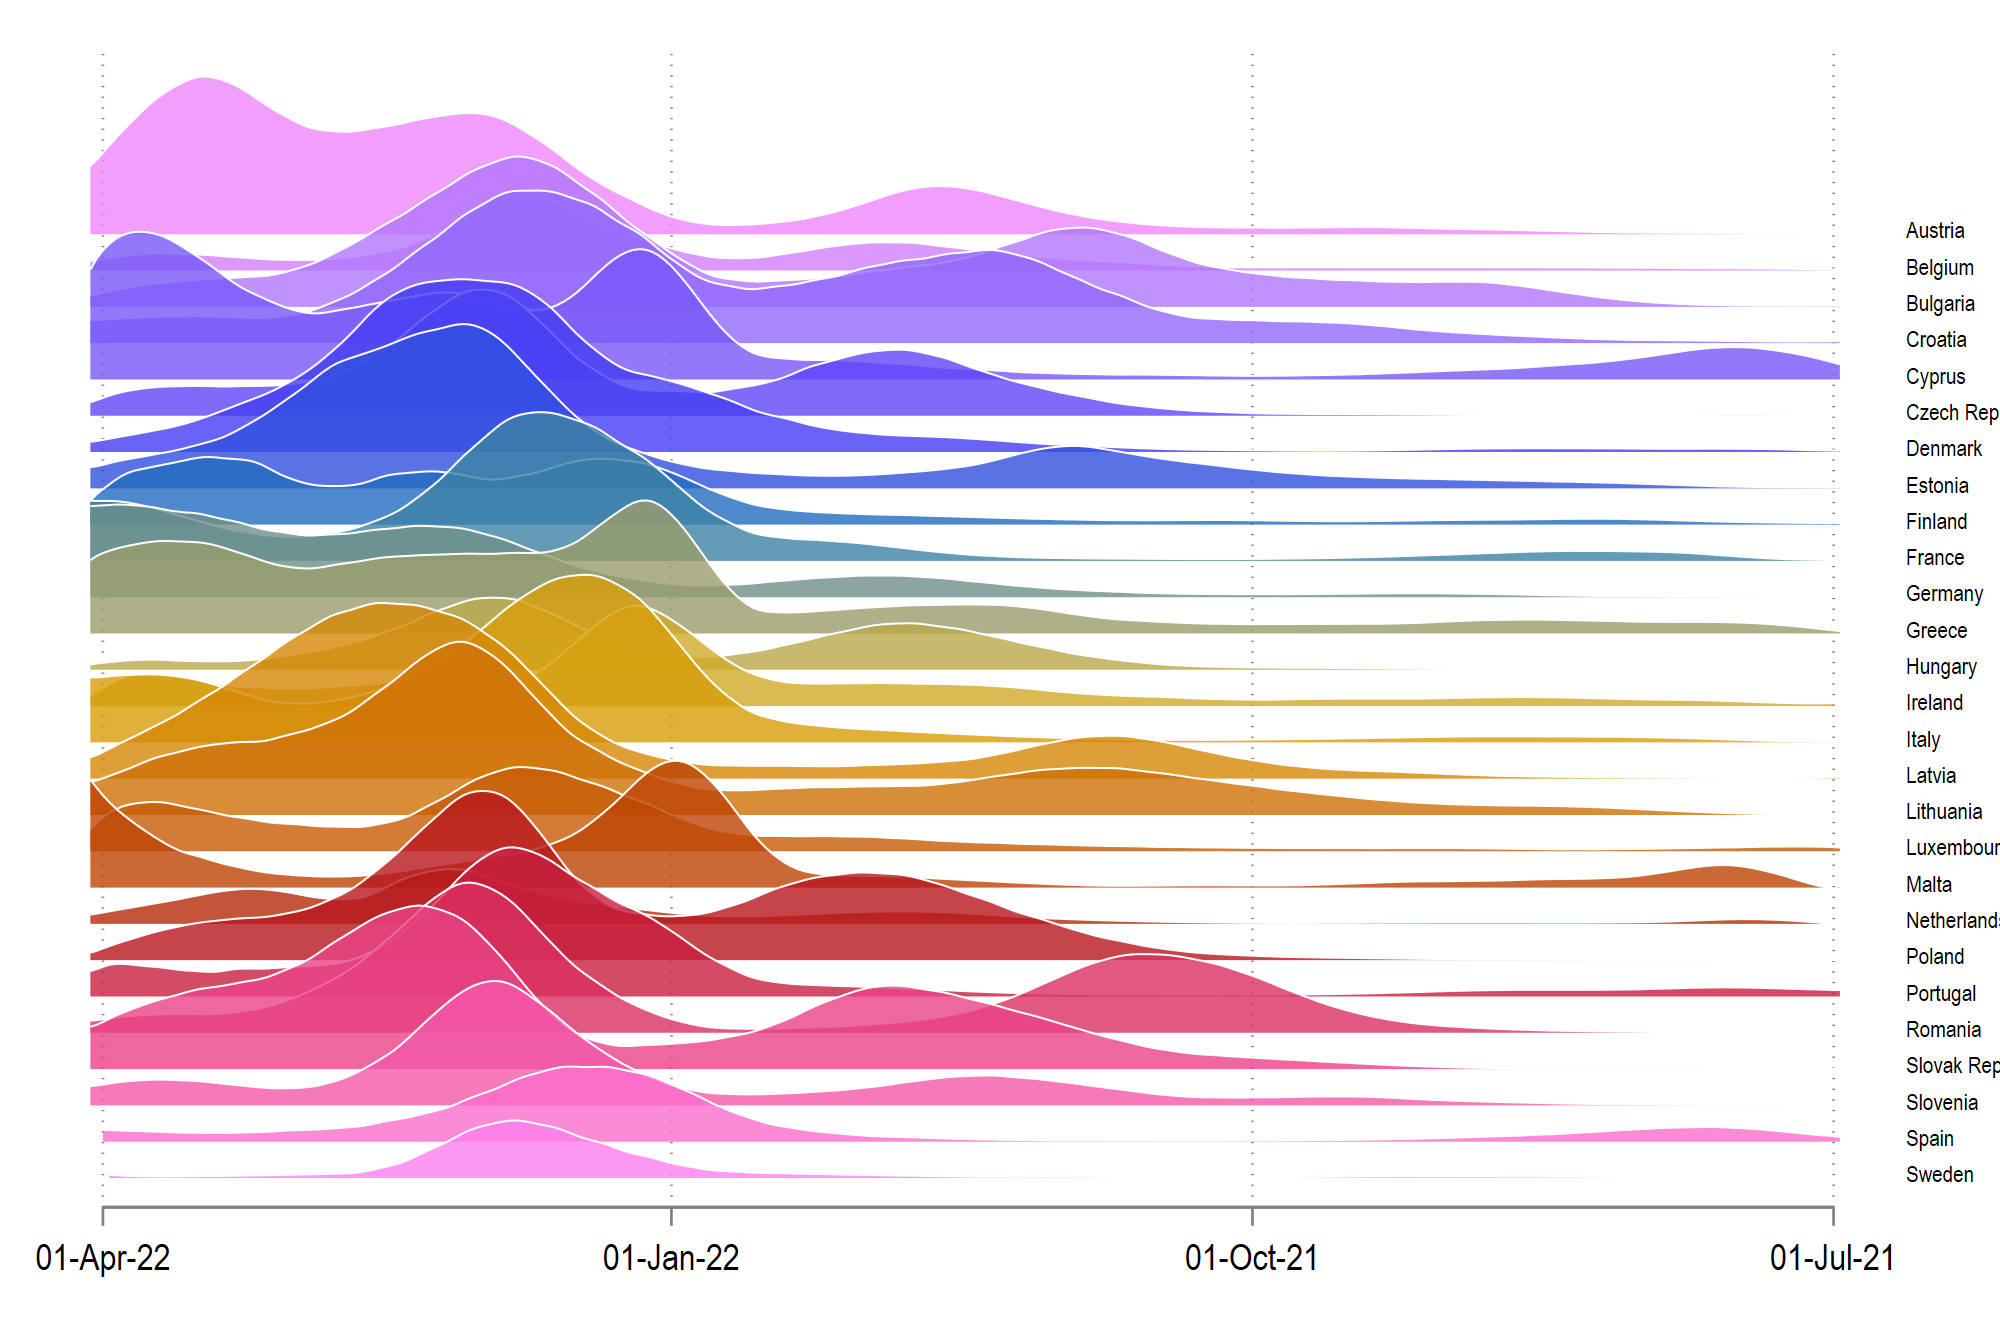 Austria
Belgium
Bulgaria
Croatia
Cyprus
Czech Rep
Denmark
Estonia
Finland
France
Germany
Greece
Hungary
Ireland
Italy
Latvia
Lithuania
Luxembour
Malta
Netherlands
Poland
Portugal
Romania
Slovak Rep
Slovenia
Spain
Sweden
01-Apr-22 01-Jan-22 01-Oct-21 01-Jul-21